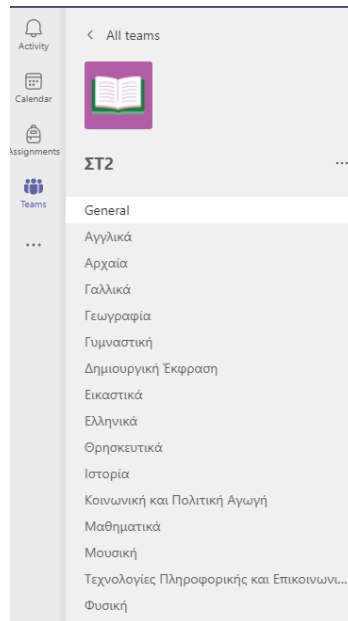 Activity
Calendar
Assignments
Teams
All teams
ΣΤ2
General
Αγγλικά
Αρχαία
Γαλλικά
Γεωγραφία
Γυμναστική
Δημιουργική Έκφραση
Εικαστικά
Ελληνικά
Θρησκευτικά
Ιστορία
Κοινωνική και Πολιτική Αγωγή
Μαθηματικά
Μουσική
Τεχνολογίες Πληροφορικής και Επικοινωνι...
Φυσική